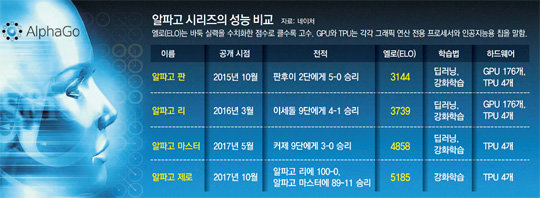 AlphaGo
알파고 시리즈의 성능 비교 자료: 네이처
엘로(ELO)는 바둑 실력을 수치화한 점수로 클수록 고수. GPU와 TPU는 각각 그래픽 연산 전용 프로세서와 인공지능용 칩을 말함.
이름 공개 시점 전적 엘로(ELO) 학습법 하드웨어
알파고 판 2015년 10월 판후이 2단에게 5-0 승리 3144 딥러닝, 강화학습 GPU 176개, TPU 4개
알파고 리 2016년 3월 이세돌 9단에게 4-1 승리 3739 딥러닝, 강화학습 GPU 176개, TPU 4개
알파고 마스터 2017년 5월 커제 9단에게 3-0 승리 4858 딥러닝, 강화학습 TPU 4개
알파고 제로 2017년 10월 알파고 리에 100-0, 알파고 마스터에 89-11 승리 5185 강화학습 TPU 4개